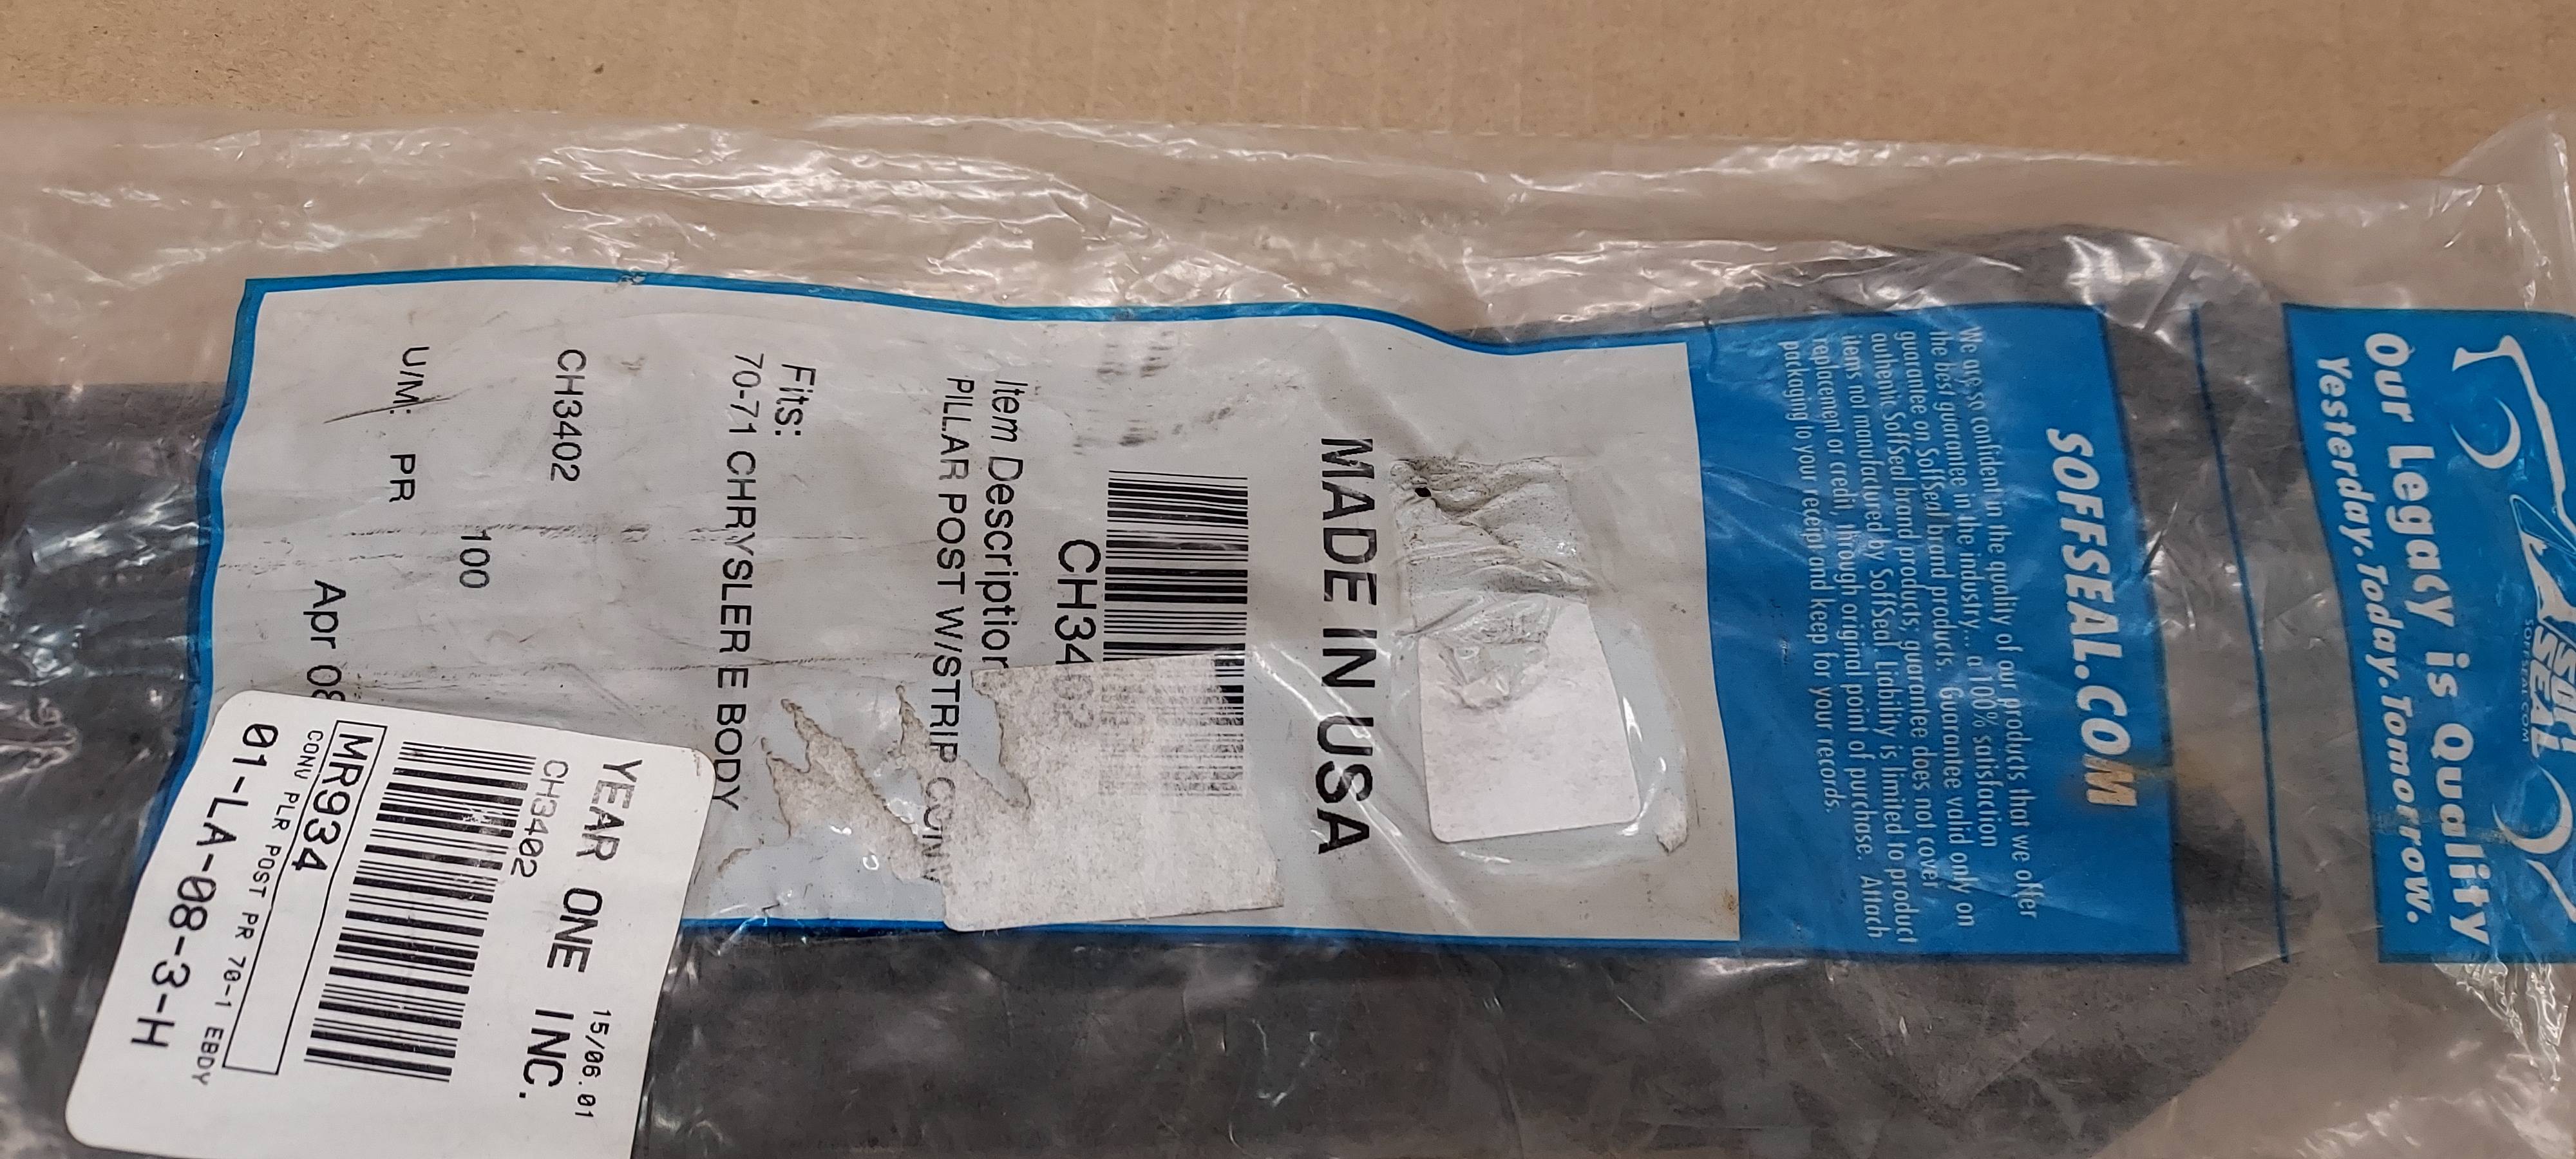 SOFFSEAL.COM
Our Legacy is Quality
Yesterday.Today.Tomorrow.
SOFFSEAL.COM
We are so confident in the quality of our products that we offer
the best guarantee in the industry... a 100% satisfaction
guarantee on SoffSeal brand products. Guarantee valid only on
authentic SoffSeal brand products; guarantee does not cover
items not manufactured by SoffSeal. Liability is limited to product
replacement or credit, through original point of purchase. Attach
packaging to your receipt and keep for your records.
MADE IN USA
CH3402
Item Description
PILLAR POST W/STRIP CONV
Fits:
70-71 CHRYSLER E BODY
CH3402
100
U/M: PR
Apr 08
15/06.01
YEAR ONE INC.
CH3402
MR9934
CONV PLR POST PR 70-1 EBDY
01-LA-08-3-H